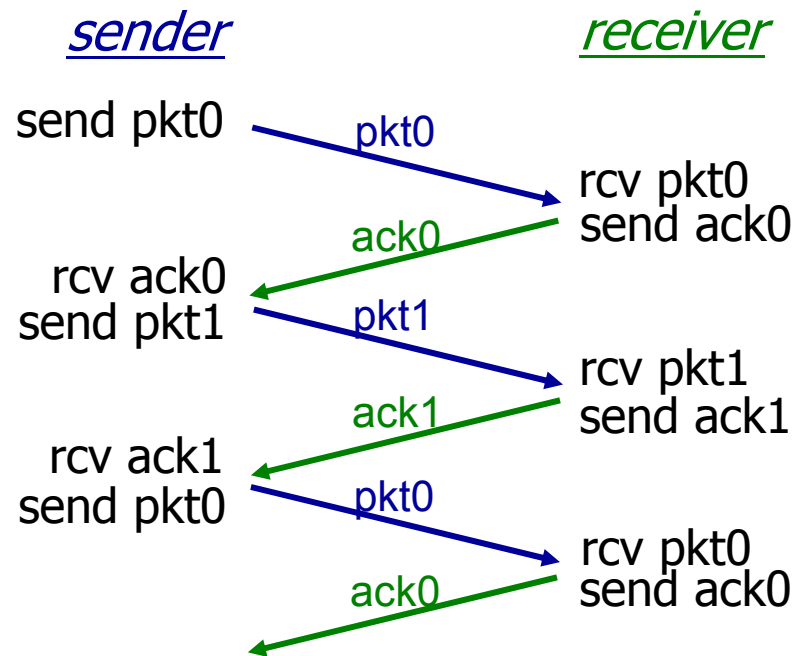 sender
receiver
send pkt0
pkt0
rcv pkt0
send ack0
ack0
rcv ack0
send pkt1
pkt1
rcv pkt1
send ack1
ack1
rcv ack1
send pkt0
pkt0
rcv pkt0
send ack0
ack0